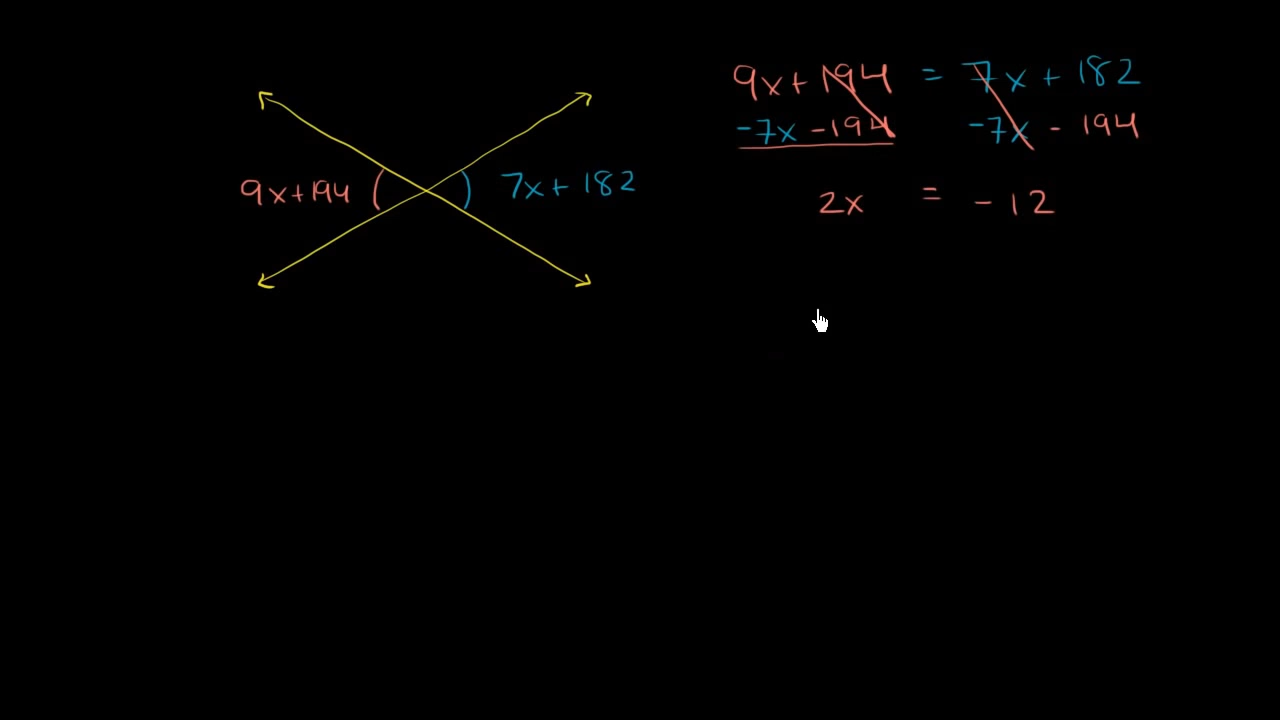 9x+194 = 7x + 182
-7x -194 -7x - 194
9x+194 7x + 182
2x = -12